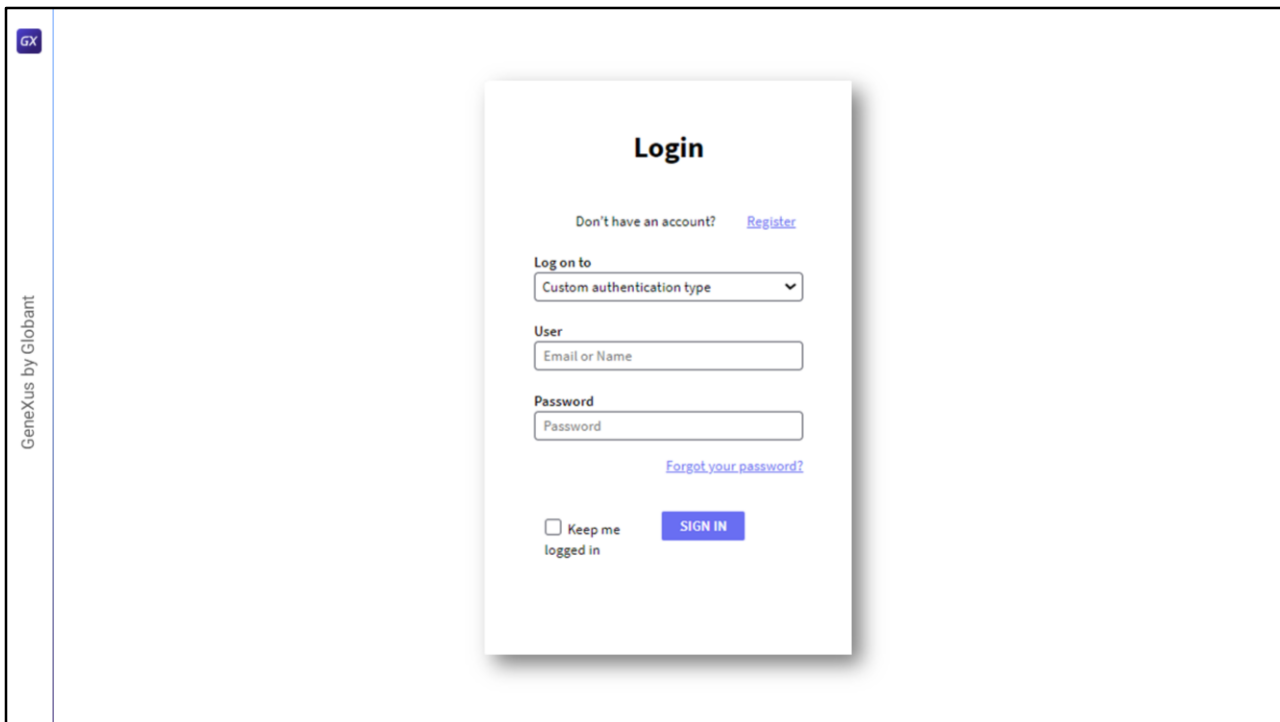 GX
GeneXus by Globant
Login
Don't have an account? Register
Log on to
Custom authentication type
User
Email or Name
Password
Password
Forgot your password?
Keep me
logged in
SIGN IN